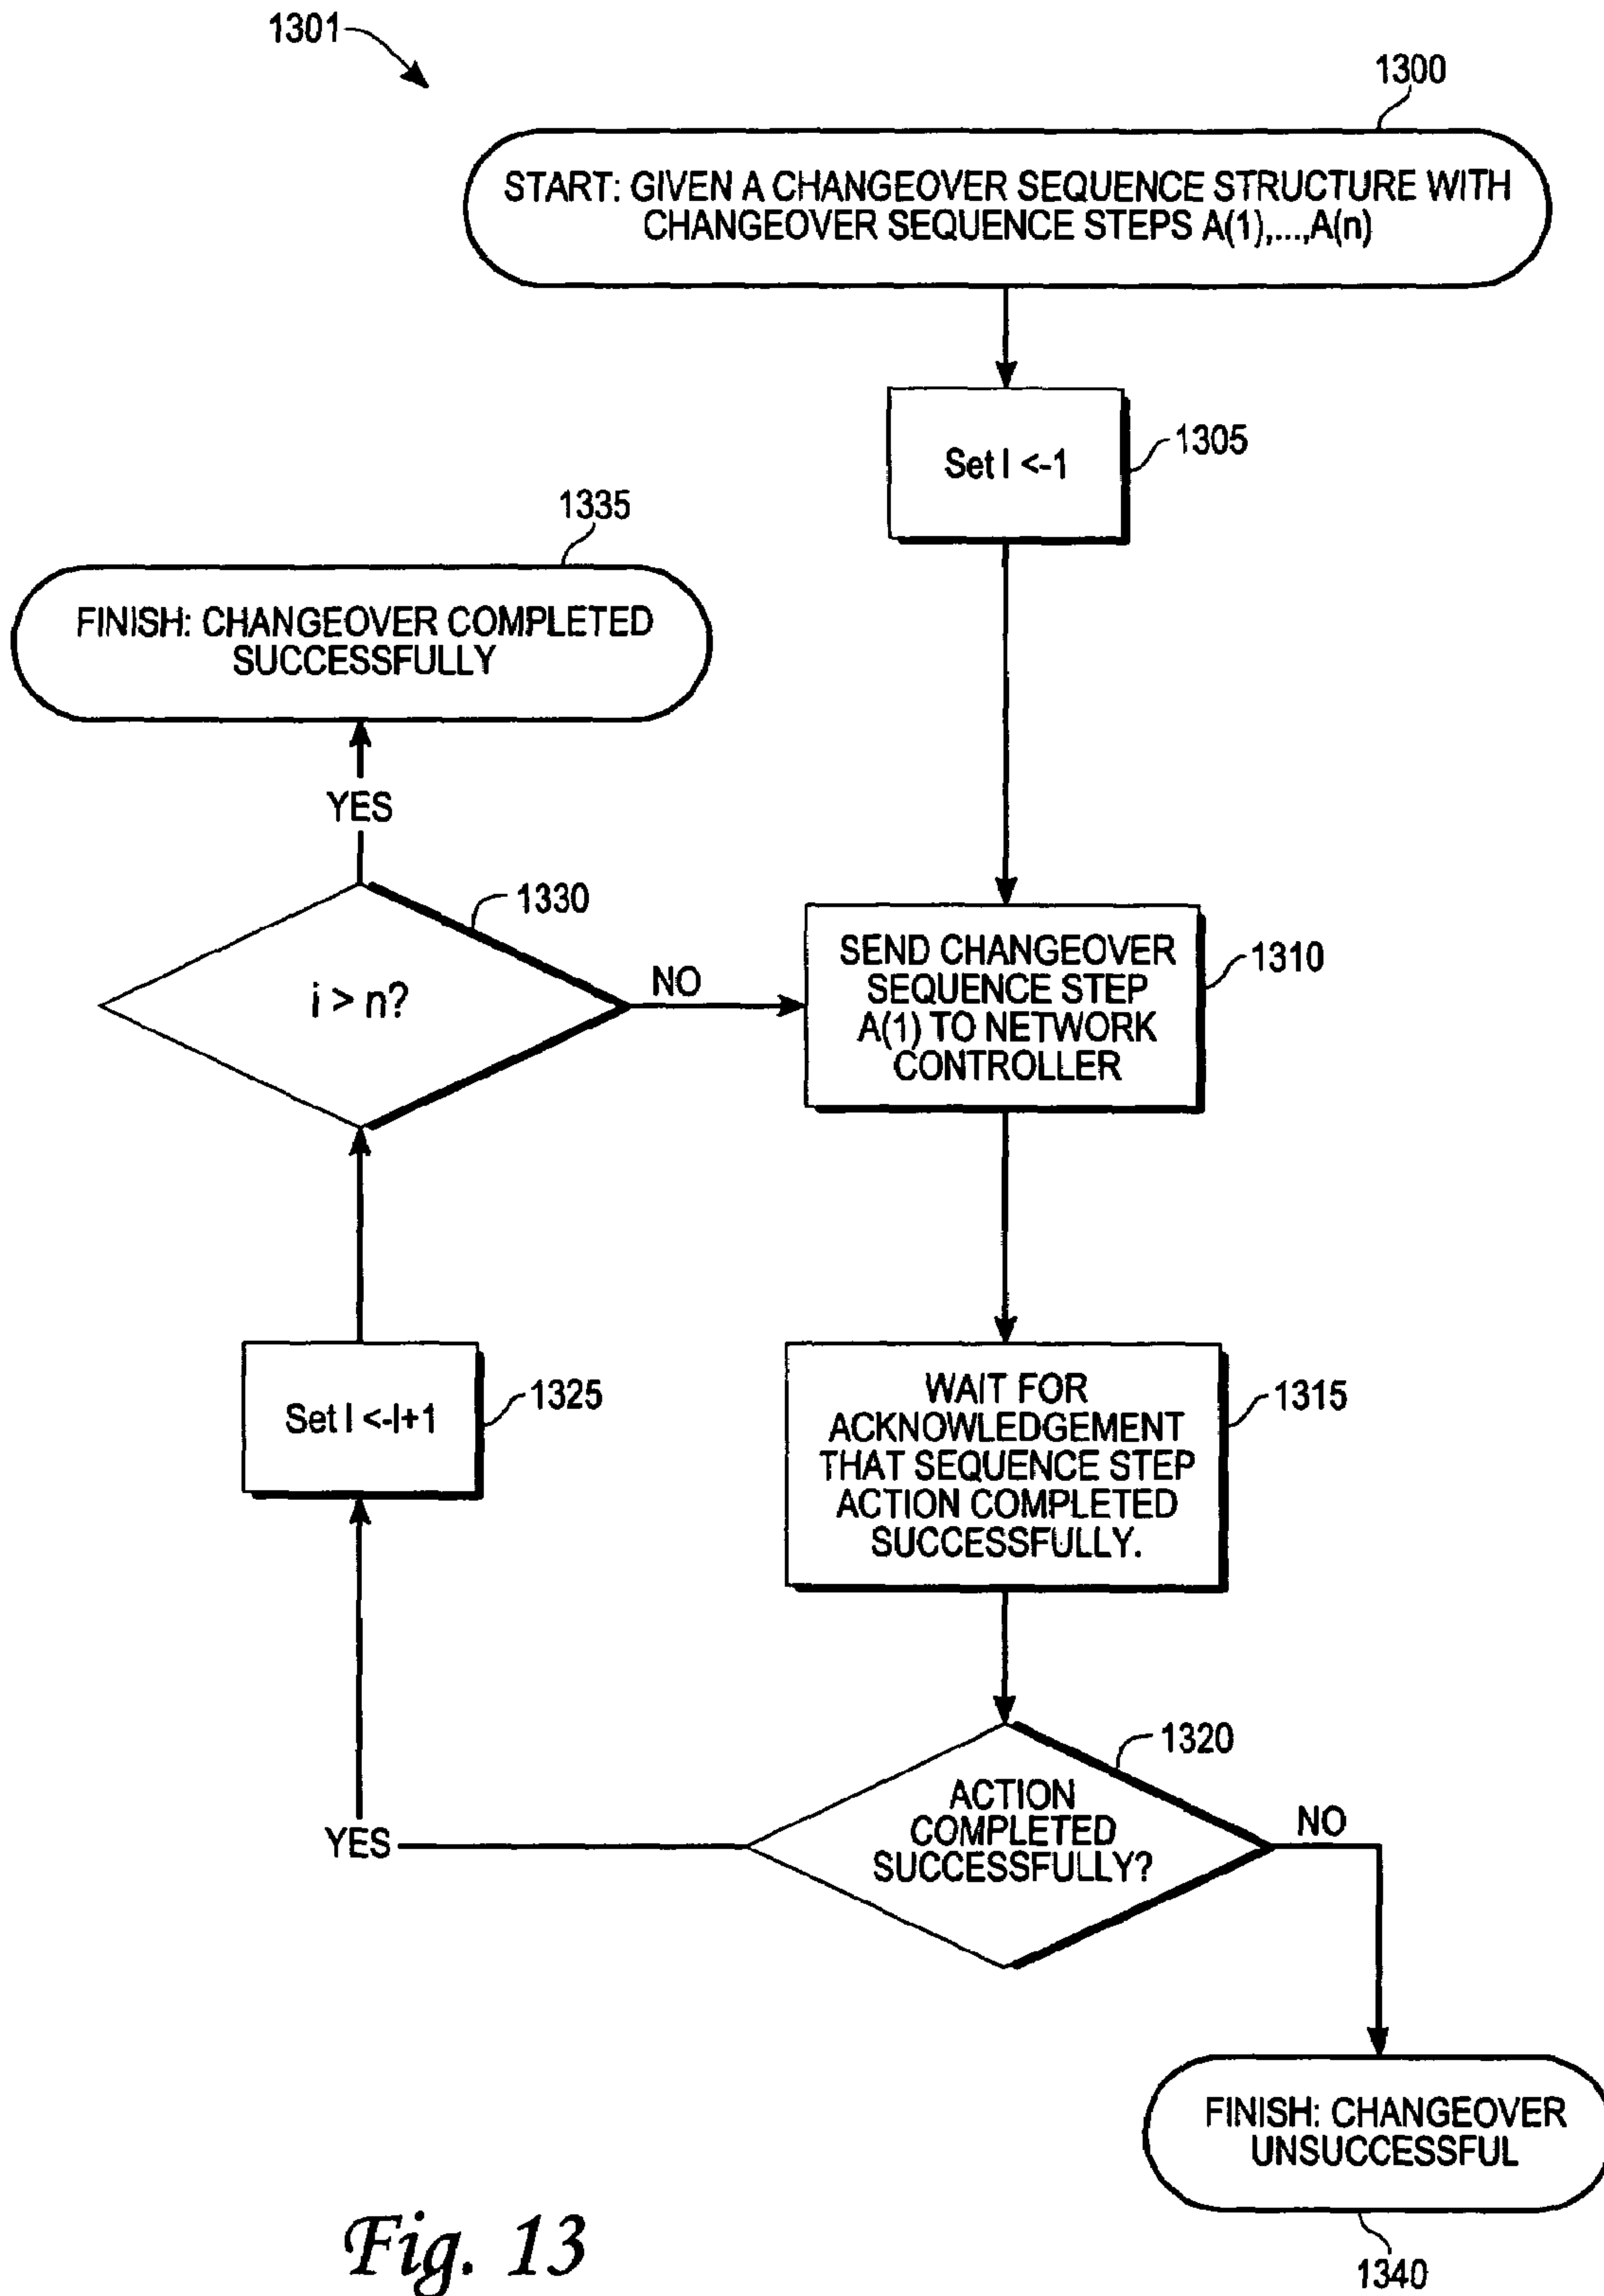 1301
1300
START: GIVEN A CHANGEOVER SEQUENCE STRUCTURE WITH
CHANGEOVER SEQUENCE STEPS A(1),...,A(n)
Set I <-1
1305
1335
FINISH: CHANGEOVER COMPLETED
SUCCESSFULLY
YES
1330
i > n?
NO
SEND CHANGEOVER
SEQUENCE STEP
A(1) TO NETWORK
CONTROLLER
1310
Set I <-I+1
1325
WAIT FOR
ACKNOWLEDGEMENT
THAT SEQUENCE STEP
ACTION COMPLETED
SUCCESSFULLY.
1315
1320
ACTION
COMPLETED
SUCCESSFULLY?
YES
NO
FINISH: CHANGEOVER
UNSUCCESSFUL
1340
Fig. 13